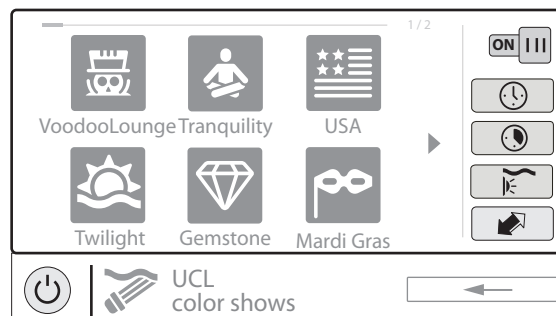 1 / 2
ON
VoodooLounge Tranquility USA
Twilight Gemstone Mardi Gras
UCL
color shows